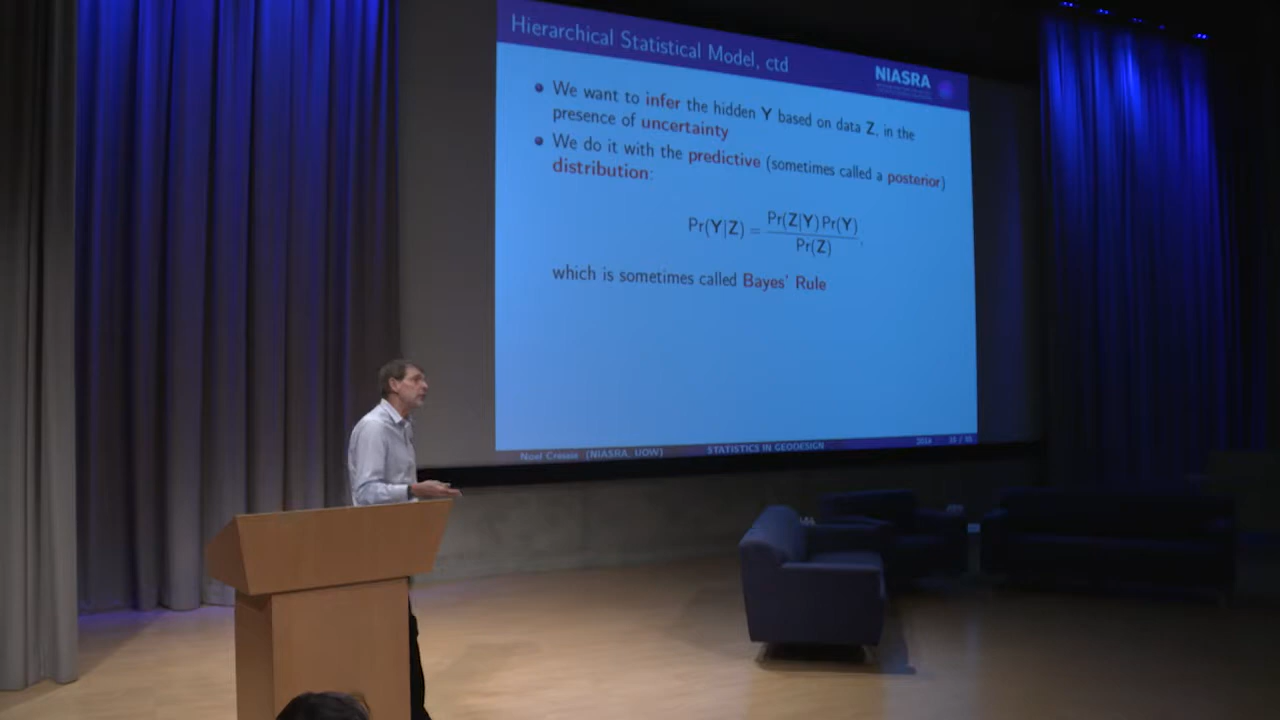 Hierarchical Statistical Model, ctd
NIASRA
We want to infer the hidden Y based on data Z, in the
presence of uncertainty
We do it with the predictive (sometimes called a posterior)
distribution:
Pr(Y|Z) = Pr(Z|Y) Pr(Y) / Pr(Z) ,
which is sometimes called Bayes' Rule
Noel Cressie (NIASRA, UOW) STATISTICS IN GEODESIGN 2014